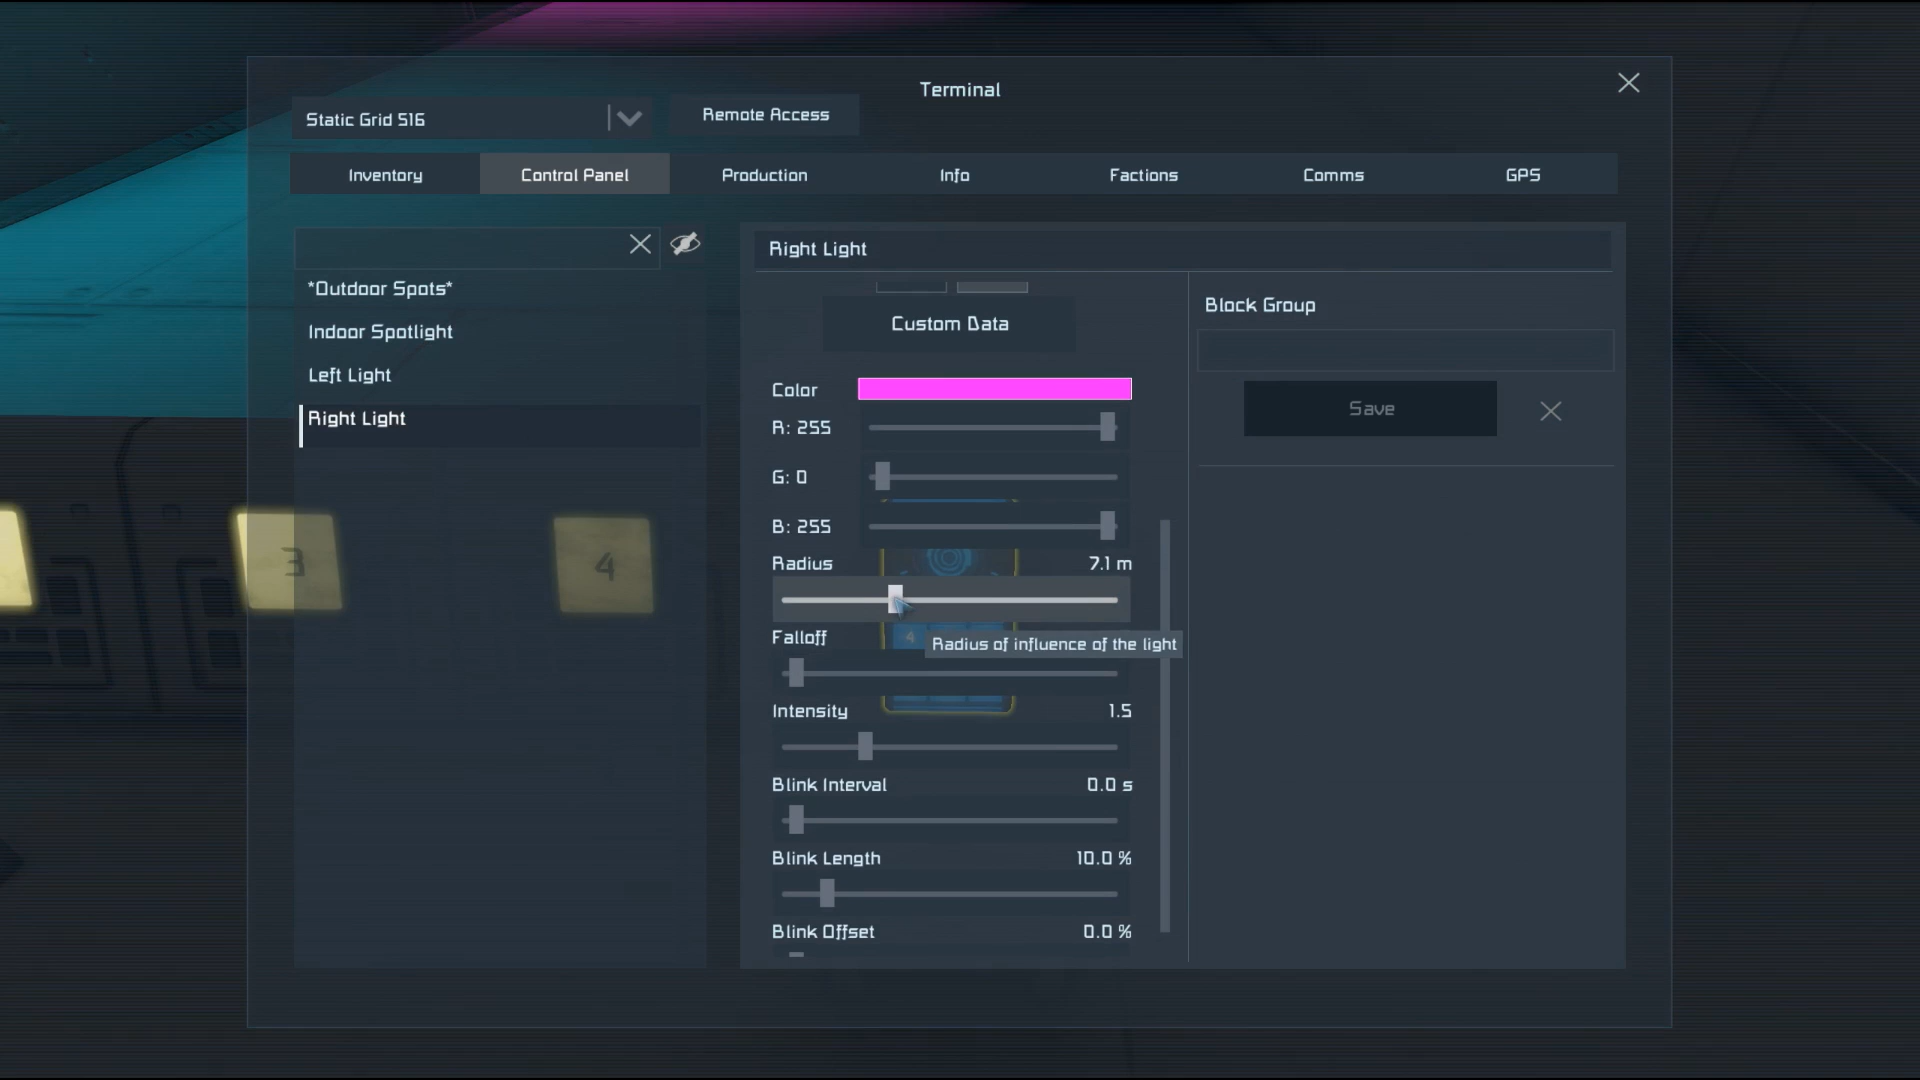 Terminal
Static Grid 516
Remote Access
Inventory
Control Panel
Production
Info
Factions
Comms
GPS
*Outdoor Spots*
Indoor Spotlight
Left Light
Right Light
Right Light
Custom Data
Color
R: 255
G: 0
B: 255
Radius 7.1 m
Falloff
4
Radius of influence of the light
Intensity 1.5
Blink Interval 0.0 s
Blink Length 10.0 %
Blink Offset 0.0 %
Block Group
Save
3
4